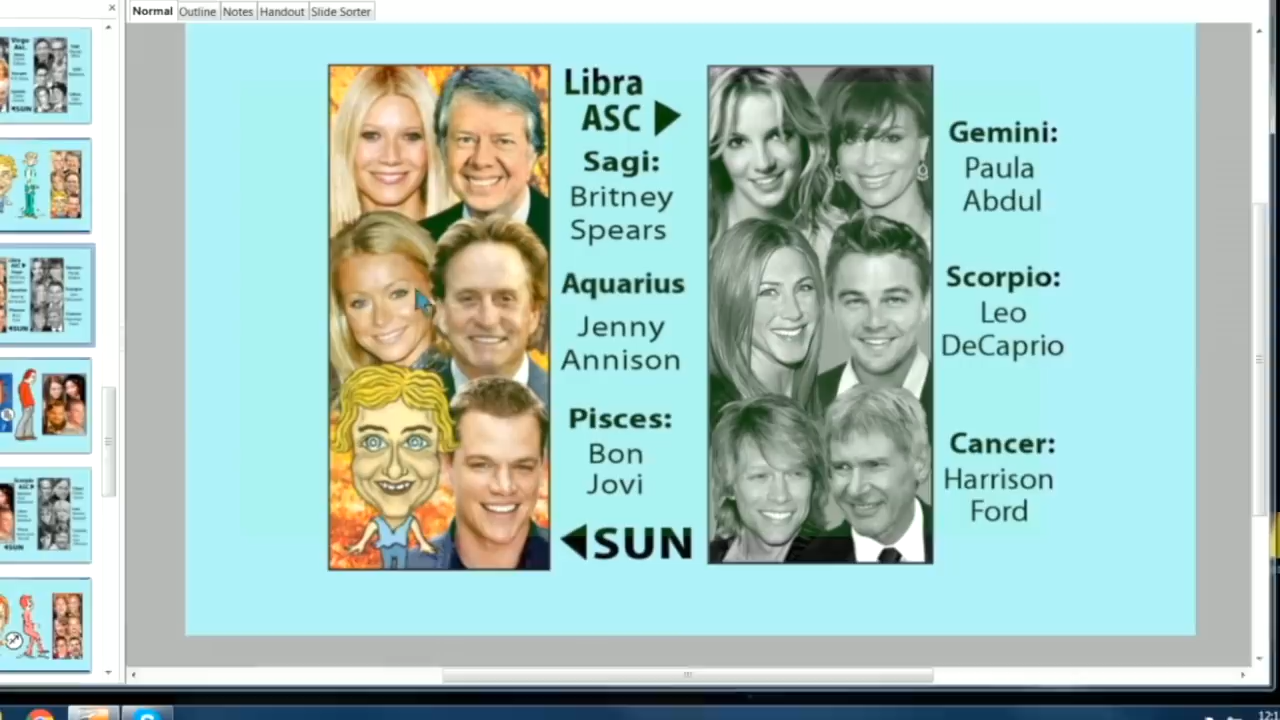 Normal
Outline
Notes
Handout
Slide Sorter
Libra
ASC
Sagi:
Britney
Spears
Aquarius
Jenny
Annison
Pisces:
Bon
Jovi
SUN
Gemini:
Paula
Abdul
Scorpio:
Leo
DeCaprio
Cancer:
Harrison
Ford